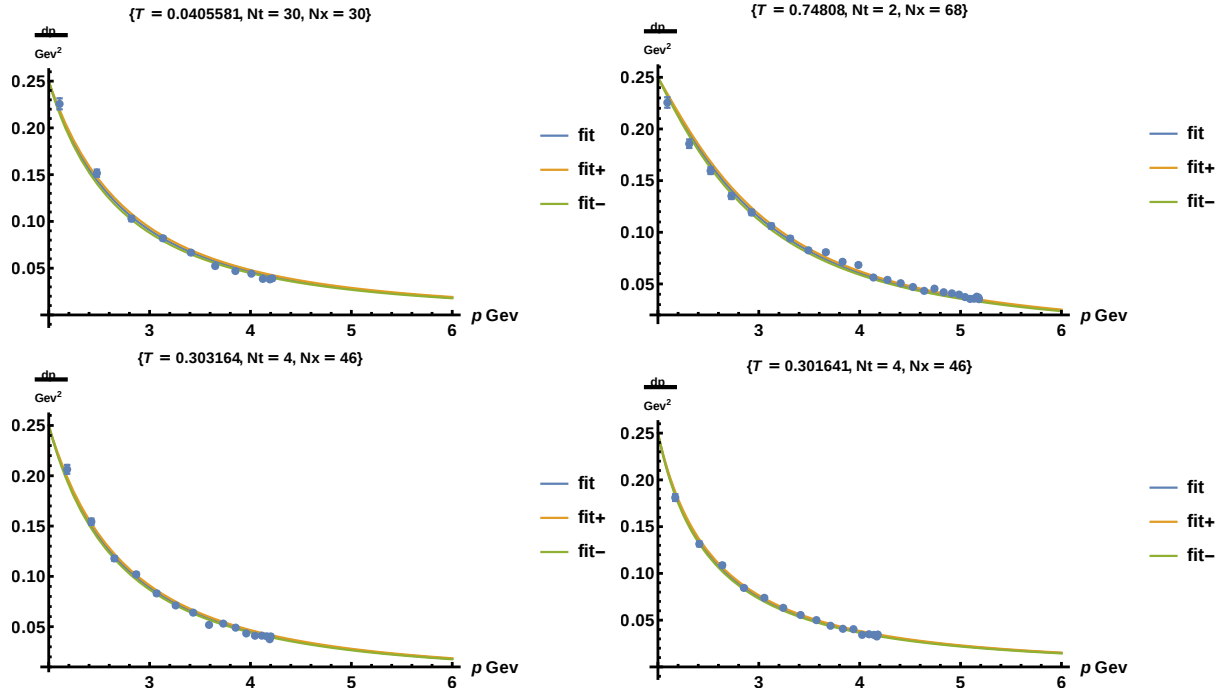 {T = 0.0405581, Nt = 30, Nx = 30}
dp
Gev²
0.25
0.20
0.15
0.10
0.05
3 4 5 6
p Gev
fit
fit+
fit−
{T = 0.74808, Nt = 2, Nx = 68}
dp
Gev²
0.25
0.20
0.15
0.10
0.05
3 4 5 6
p Gev
fit
fit+
fit−
{T = 0.303164, Nt = 4, Nx = 46}
dp
Gev²
0.25
0.20
0.15
0.10
0.05
3 4 5 6
p Gev
fit
fit+
fit−
{T = 0.301641, Nt = 4, Nx = 46}
dp
Gev²
0.25
0.20
0.15
0.10
0.05
3 4 5 6
p Gev
fit
fit+
fit−